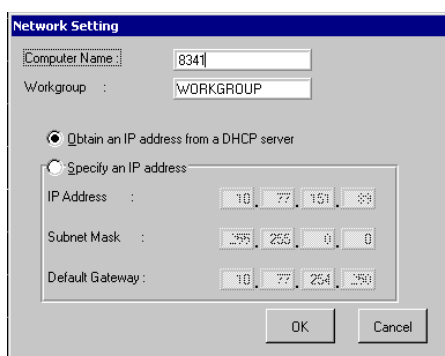 Network Setting
Computer Name : 8341
Workgroup : WORKGROUP
Obtain an IP address from a DHCP server
Specify an IP address
IP Address : 10 . 77 . 151 . 89
Subnet Mask : 255 . 255 . 0 . 0
Default Gateway : 10 . 77 . 254 . 250
OK Cancel